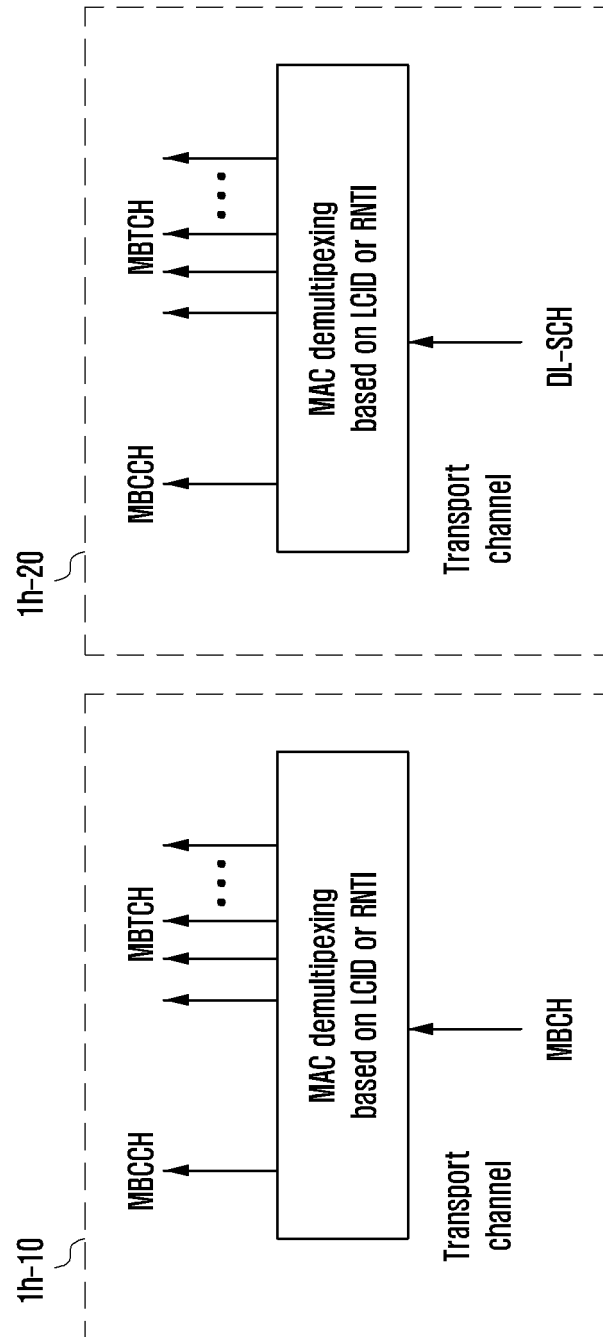 1h-10
MBCCH
MBTCH
MAC demultipexing
based on LCID or RNTI
Transport
channel
MBCH
1h-20
MBCCH
MBTCH
MAC demultipexing
based on LCID or RNTI
Transport
channel
DL-SCH